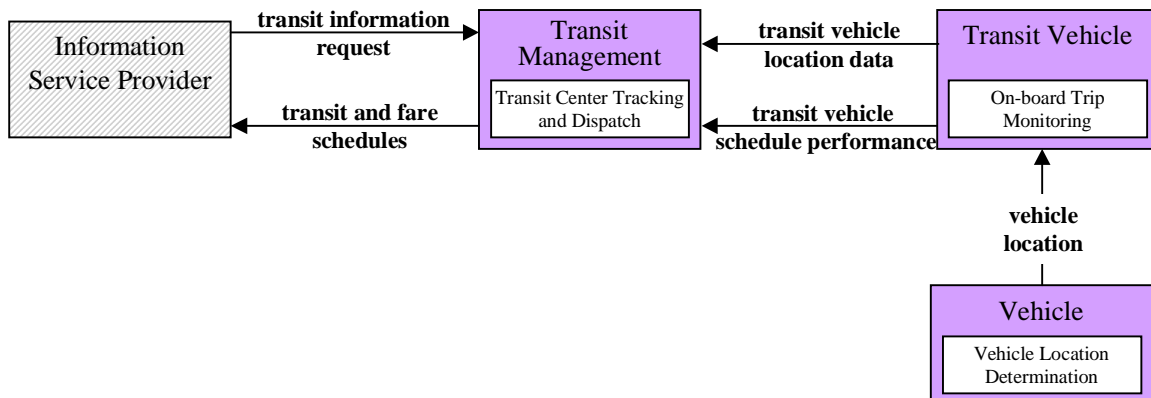 Information
Service Provider
transit information
request
transit and fare
schedules
Transit
Management
Transit Center Tracking
and Dispatch
transit vehicle
location data
transit vehicle
schedule performance
Transit Vehicle
On-board Trip
Monitoring
vehicle
location
Vehicle
Vehicle Location
Determination